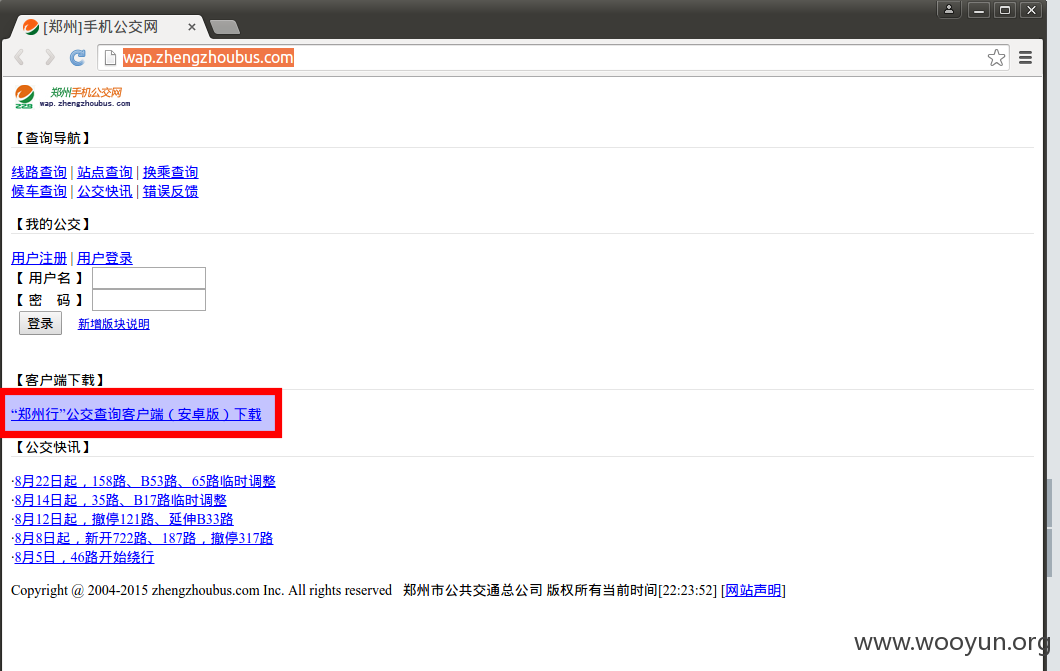 [郑州]手机公交网
wap.zhengzhoubus.com
郑州手机公交网
229 wap.zhengzhoubus.com
【查询导航】
线路查询 | 站点查询 | 换乘查询
候车查询 | 公交快讯 | 错误反馈
【我的公交】
用户注册 | 用户登录
【 用户名 】
【 密 码 】
登录 新增版块说明
【客户端下载】
“郑州行”公交查询客户端（安卓版）下载
【公交快讯】
·8月22日起，158路、B53路、65路临时调整
·8月14日起，35路、B17路临时调整
·8月12日起，撤停121路、延伸B33路
·8月8日起，新开722路、187路，撤停317路
·8月5日，46路开始绕行
Copyright @ 2004-2015 zhengzhoubus.com Inc. All rights reserved 郑州市公共交通总公司 版权所有当前时间[22:23:52] [网站声明]
www.wooyun.org